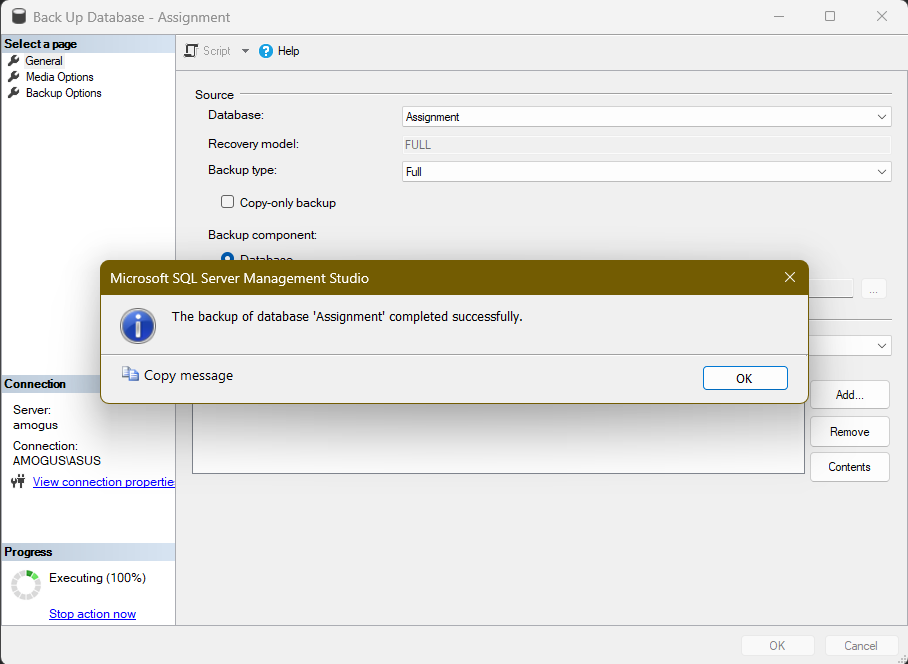 Back Up Database - Assignment
Select a page
General
Media Options
Backup Options
Script
Help
Source
Database:
Assignment
Recovery model:
FULL
Backup type:
Full
Copy-only backup
Backup component:
Database
Microsoft SQL Server Management Studio
The backup of database 'Assignment' completed successfully.
Copy message
OK
...
Add...
Remove
Contents
Connection
Server:
amogus
Connection:
AMOGUS\ASUS
View connection properties
Progress
Executing (100%)
Stop action now
OK
Cancel